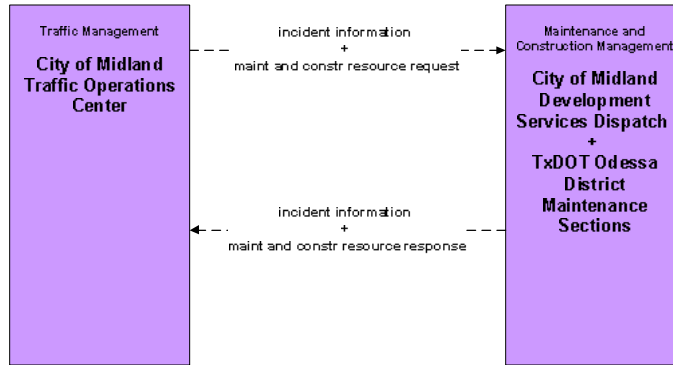 Traffic Management
City of Midland
Traffic Operations
Center
incident information
+
maint and constr resource request
incident information
+
maint and constr resource response
Maintenance and
Construction Management
City of Midland
Development
Services Dispatch
+
TxDOT Odessa
District
Maintenance
Sections